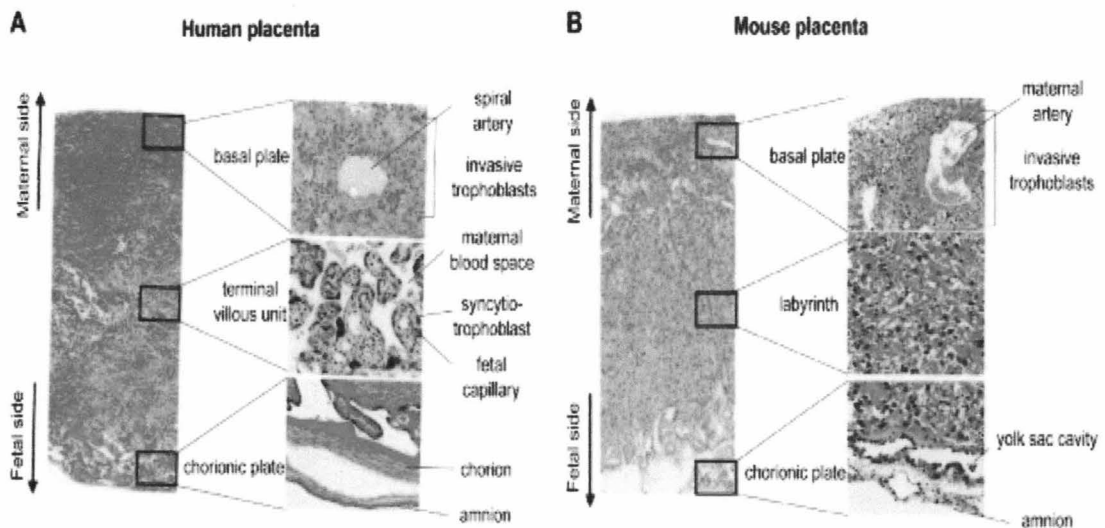 A
Human placenta
Maternal side
Fetal side
basal plate
terminal
villous unit
chorionic plate
spiral
artery
invasive
trophoblasts
maternal
blood space
syncytio-
trophoblast
fetal
capillary
chorion
amnion
B
Mouse placenta
Maternal side
Fetal side
basal plate
labyrinth
chorionic plate
maternal
artery
invasive
trophoblasts
yolk sac cavity
amnion